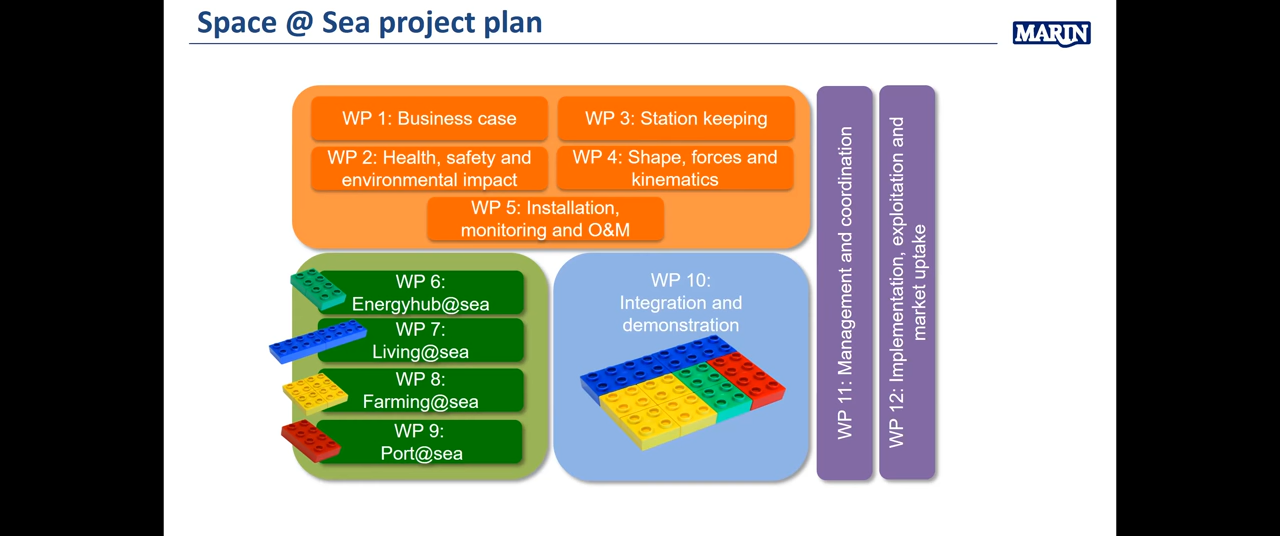 Space @ Sea project plan
MARIN
WP 1: Business case
WP 3: Station keeping
WP 2: Health, safety and
environmental impact
WP 4: Shape, forces and
kinematics
WP 5: Installation,
monitoring and O&M
WP 6:
Energyhub@sea
WP 7:
Living@sea
WP 8:
Farming@sea
WP 9:
Port@sea
WP 10:
Integration and
demonstration
WP 11: Management and coordination
WP 12: Implementation, exploitation and
market uptake